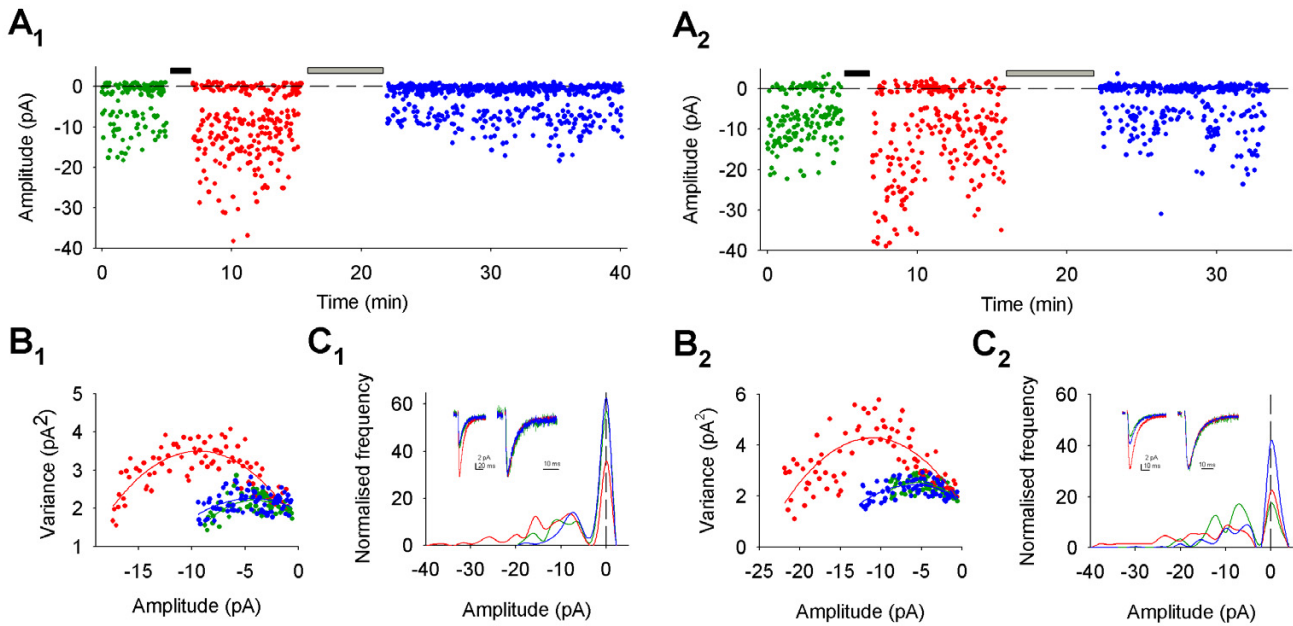 A1
Amplitude (pA)
0
-10
-20
-30
-40
0 10 20 30 40
Time (min)
A2
Amplitude (pA)
0
-10
-20
-30
-40
0 10 20 30
Time (min)
B1
Variance (pA2)
5
4
3
2
1
-15 -10 -5 0
Amplitude (pA)
C1
Normalised frequency
60
40
20
0
2 pA
20 ms
10 ms
-40 -30 -20 -10 0
Amplitude (pA)
B2
Variance (pA2)
6
4
2
0
-25 -20 -15 -10 -5 0
Amplitude (pA)
C2
Normalised frequency
60
40
20
0
2 pA
10 ms
10 ms
-40 -30 -20 -10 0
Amplitude (pA)